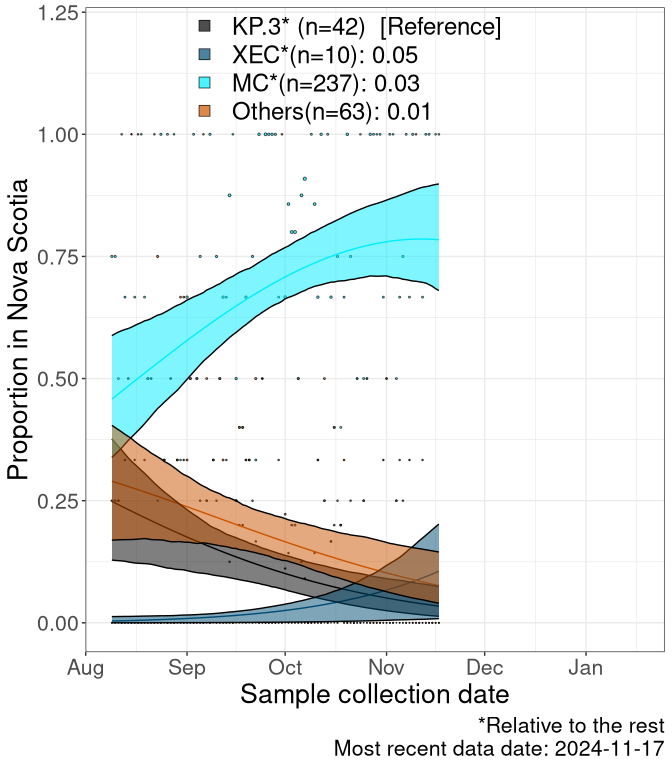 KP.3* (n=42) [Reference]
XEC*(n=10): 0.05
MC*(n=237): 0.03
Others(n=63): 0.01
1.25
1.00
0.75
0.50
0.25
0.00
Proportion in Nova Scotia
Aug Sep Oct Nov Dec Jan
Sample collection date
*Relative to the rest
Most recent data date: 2024-11-17